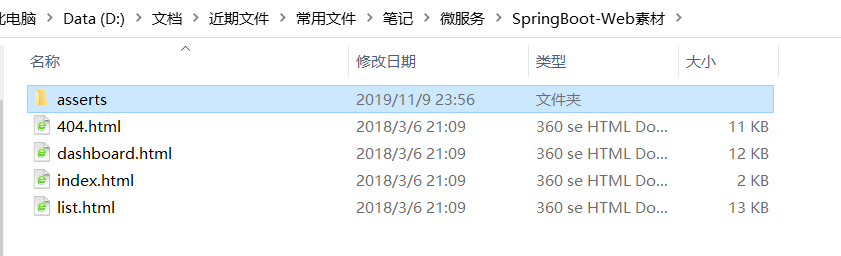 电脑 > Data (D:) > 文档 > 近期文件 > 常用文件 > 笔记 > 微服务 > SpringBoot-Web素材 >
名称 修改日期 类型 大小
asserts 2019/11/9 23:56 文件夹
404.html 2018/3/6 21:09 360 se HTML Do... 11 KB
dashboard.html 2018/3/6 21:09 360 se HTML Do... 12 KB
index.html 2018/3/6 21:09 360 se HTML Do... 2 KB
list.html 2018/3/6 21:09 360 se HTML Do... 13 KB